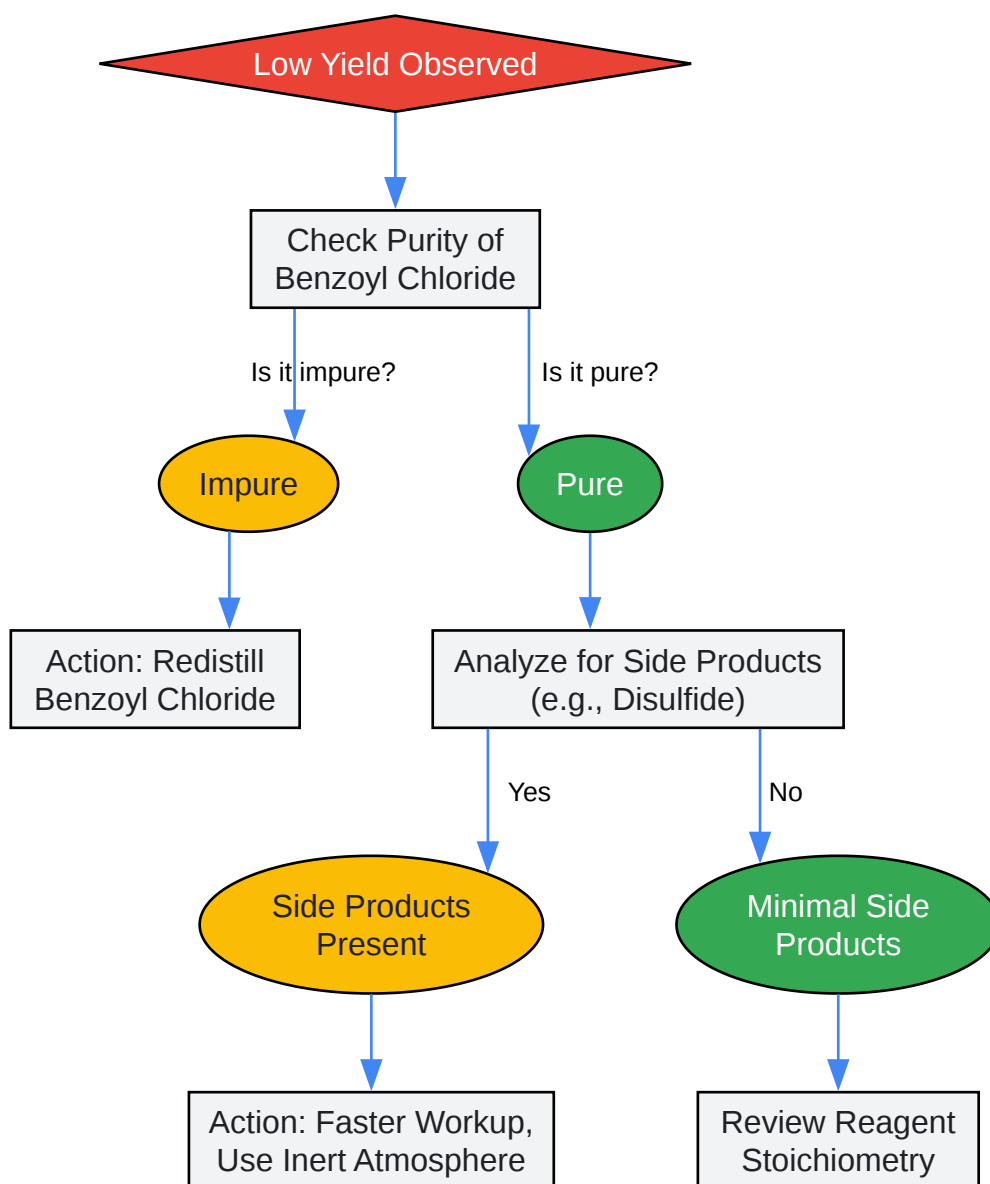 Low Yield Observed
Check Purity of
Benzoyl Chloride
Is it impure?
Is it pure?
Impure
Pure
Action: Redistill
Benzoyl Chloride
Analyze for Side Products
(e.g., Disulfide)
Yes
No
Side Products
Present
Minimal Side
Products
Action: Faster Workup,
Use Inert Atmosphere
Review Reagent
Stoichiometry